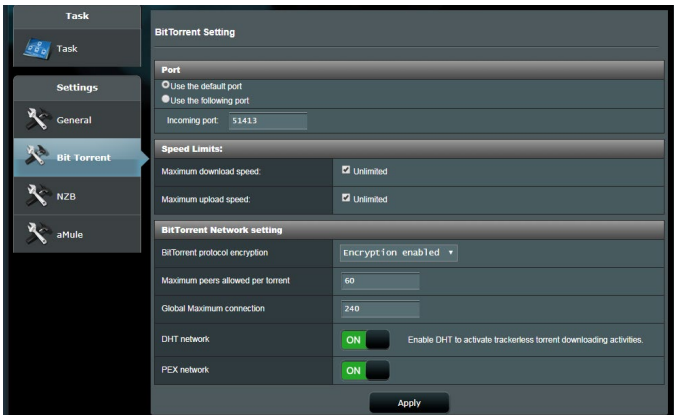 Task
Task
Settings
General
Bit Torrent
NZB
aMule
BitTorrent Setting
Port
Use the default port
Use the following port
Incoming port: 51413
Speed Limits:
Maximum download speed: Unlimited
Maximum upload speed: Unlimited
BitTorrent Network setting
BitTorrent protocol encryption Encryption enabled
Maximum peers allowed per torrent 60
Global Maximum connection 240
DHT network ON Enable DHT to activate trackerless torrent downloading activities.
PEX network ON
Apply